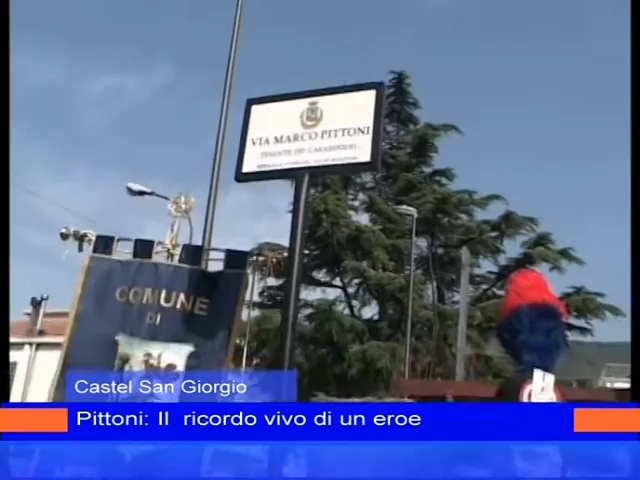 VIA MARCO PITTONI
TENENTE DEI CARABINIERI
COMUNE
DI
Castel San Giorgio
Pittoni: Il ricordo vivo di un eroe